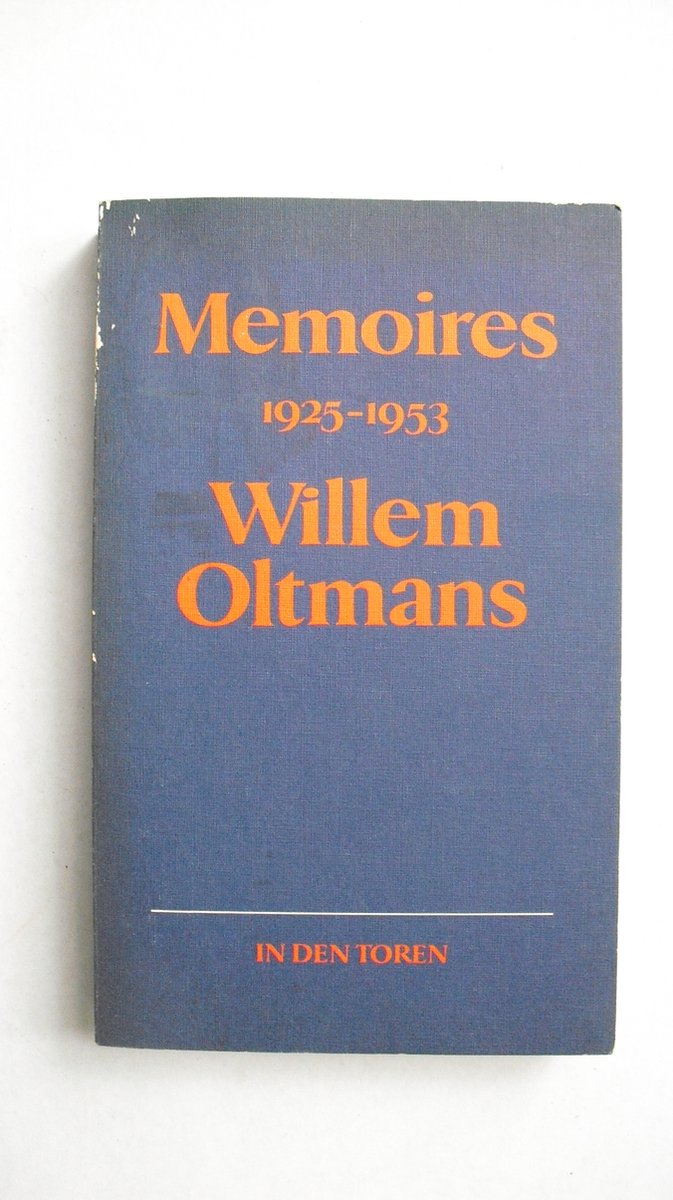 Memoires
1925-1953
Willem
Oltmans
IN DEN TOREN